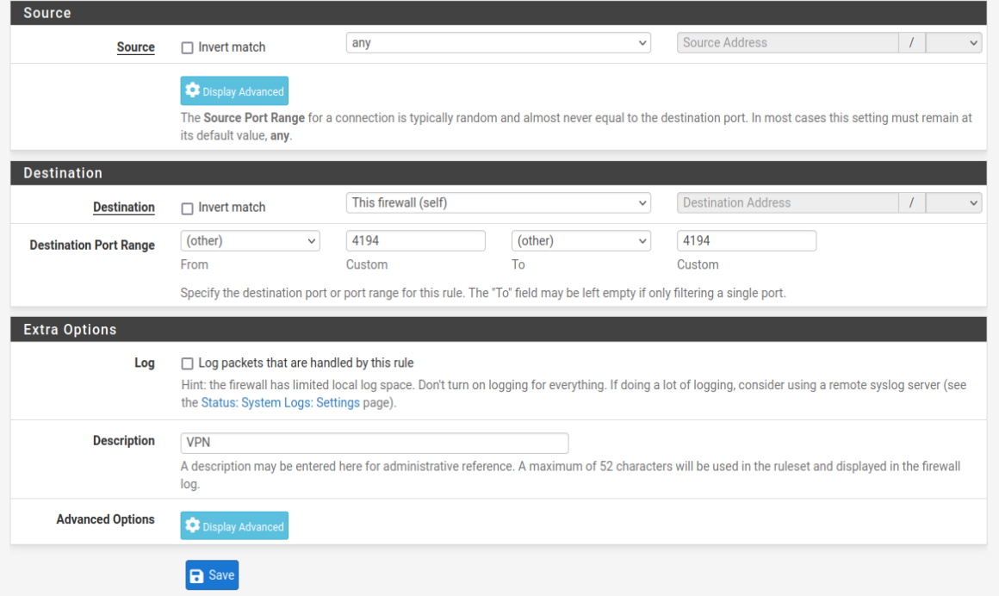 Source
Source Invert match any Source Address /
Display Advanced
The Source Port Range for a connection is typically random and almost never equal to the destination port. In most cases this setting must remain at
its default value, any.
Destination
Destination Invert match This firewall (self) Destination Address /
Destination Port Range (other) 4194 (other) 4194
From Custom To Custom
Specify the destination port or port range for this rule. The "To" field may be left empty if only filtering a single port.
Extra Options
Log Log packets that are handled by this rule
Hint: the firewall has limited local log space. Don't turn on logging for everything. If doing a lot of logging, consider using a remote syslog server (see
the Status: System Logs: Settings page).
Description VPN
A description may be entered here for administrative reference. A maximum of 52 characters will be used in the ruleset and displayed in the firewall
log.
Advanced Options Display Advanced
Save